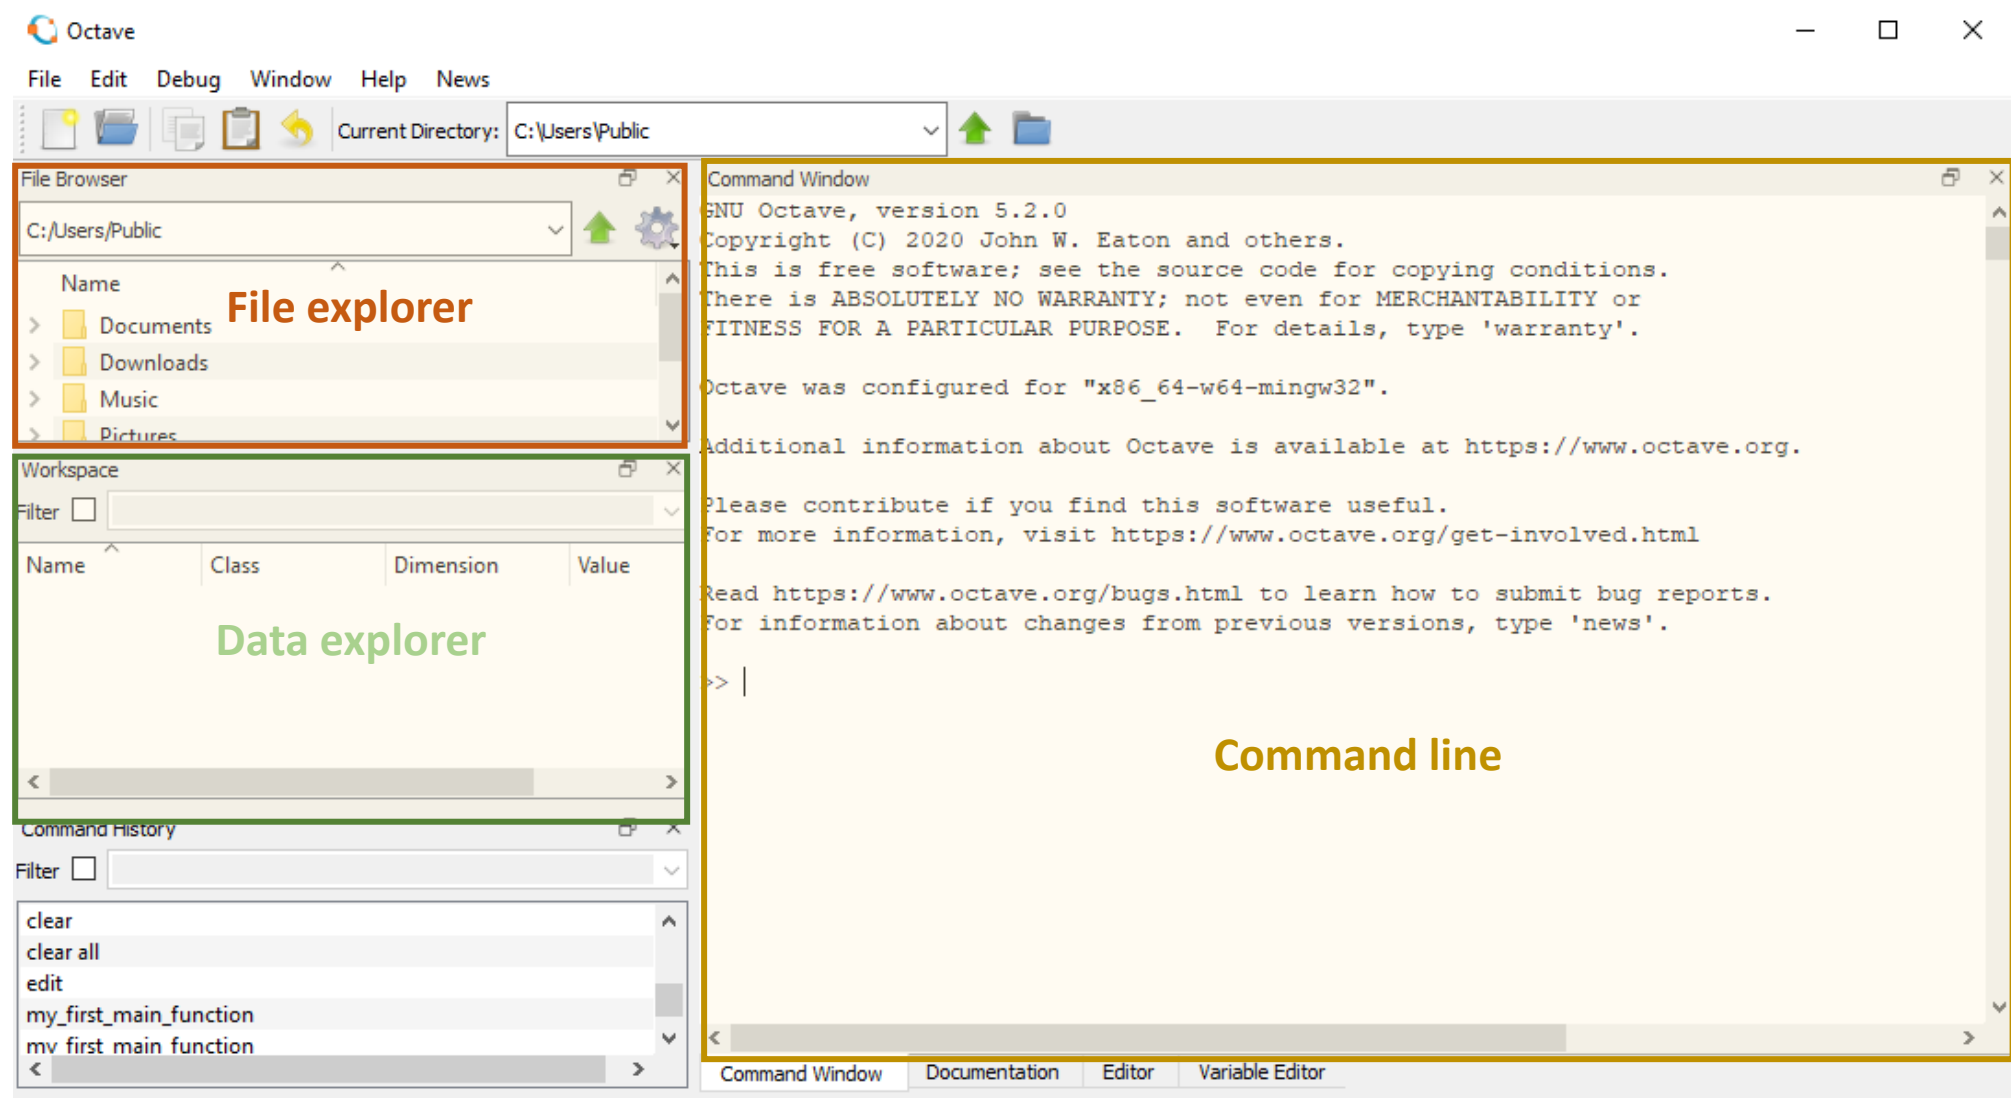 Octave
File Edit Debug Window Help News
Current Directory: C:\Users\Public
File Browser
C:/Users/Public
Name
Documents
Downloads
Music
Pictures
File explorer
Workspace
Filter
Name Class Dimension Value
Data explorer
Command History
Filter
clear
clear all
edit
my_first_main_function
my_first_main_function
Command Window
GNU Octave, version 5.2.0
Copyright (C) 2020 John W. Eaton and others.
This is free software; see the source code for copying conditions.
There is ABSOLUTELY NO WARRANTY; not even for MERCHANTABILITY or
FITNESS FOR A PARTICULAR PURPOSE.  For details, type 'warranty'.
Octave was configured for "x86_64-w64-mingw32".
Additional information about Octave is available at https://www.octave.org.
Please contribute if you find this software useful.
For more information, visit https://www.octave.org/get-involved.html
Read https://www.octave.org/bugs.html to learn how to submit bug reports.
For information about changes from previous versions, type 'news'.
>>
Command line
Command Window Documentation Editor Variable Editor